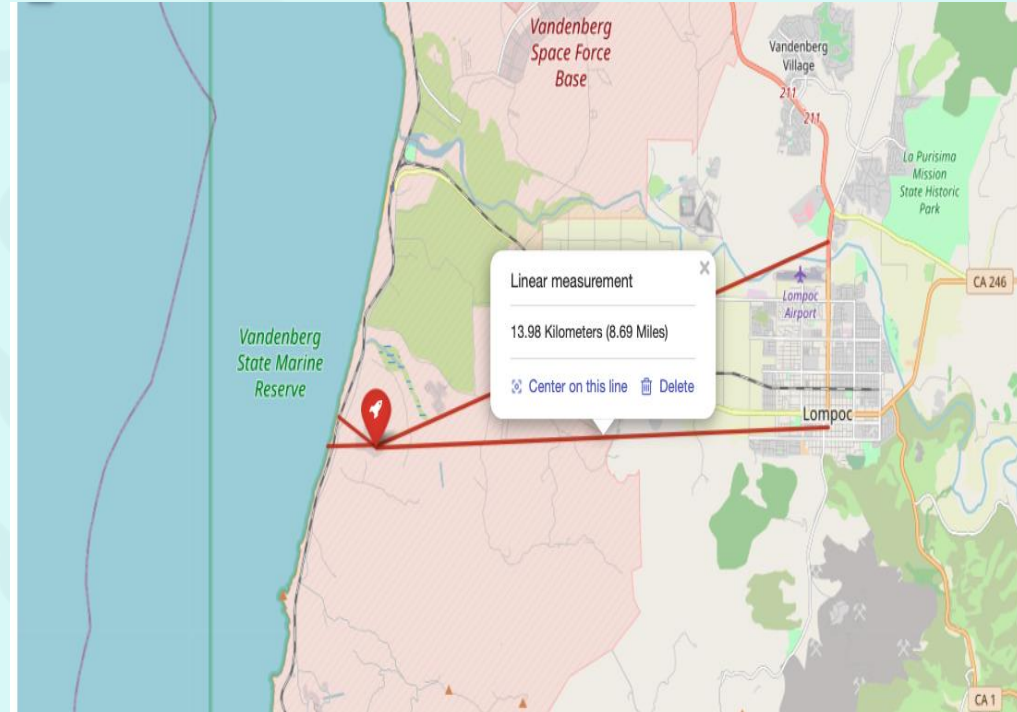 Vandenberg
Space Force
Base
Vandenberg
Village
211
211
La Purisima
Mission
State Historic
Park
Linear measurement
×
13.98 Kilometers (8.69 Miles)
Center on this line
Delete
Lompoc
Airport
CA 246
Vandenberg
State Marine
Reserve
Lompoc
CA 1